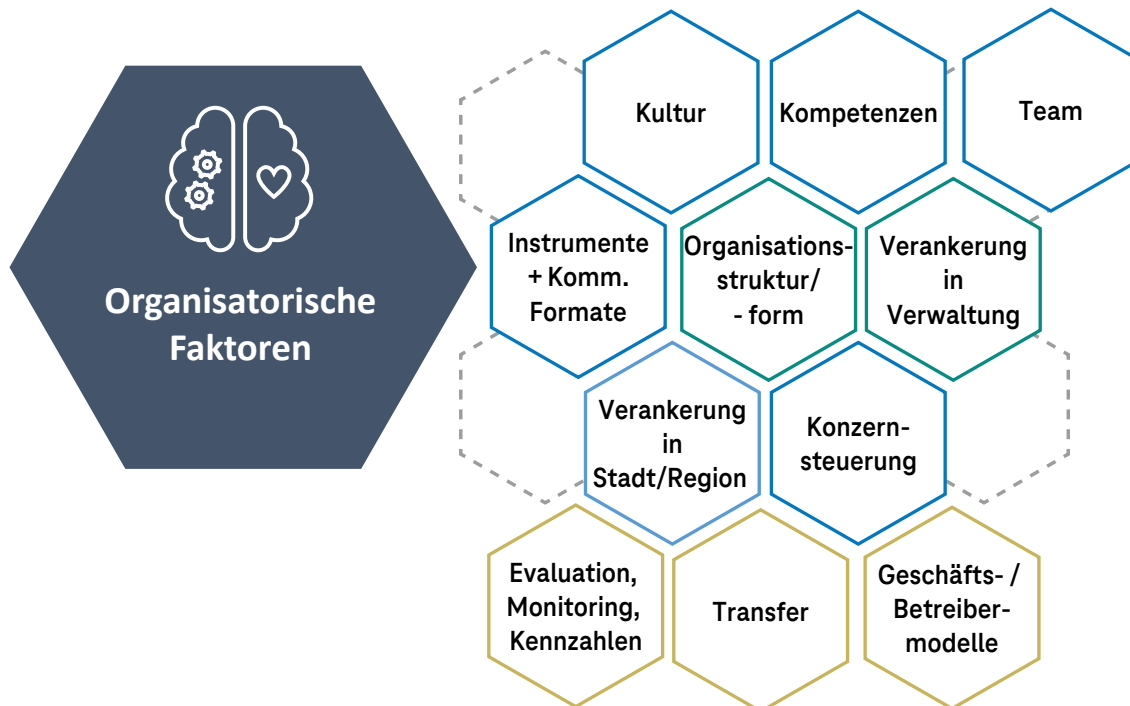 Organisatorische
Faktoren
Kultur
Kompetenzen
Team
Instrumente
+ Komm.
Formate
Organisations-
struktur/
- form
Verankerung
in
Verwaltung
Verankerung
in
Stadt/Region
Konzern-
steuerung
Evaluation,
Monitoring,
Kennzahlen
Transfer
Geschäfts- /
Betreiber-
modelle